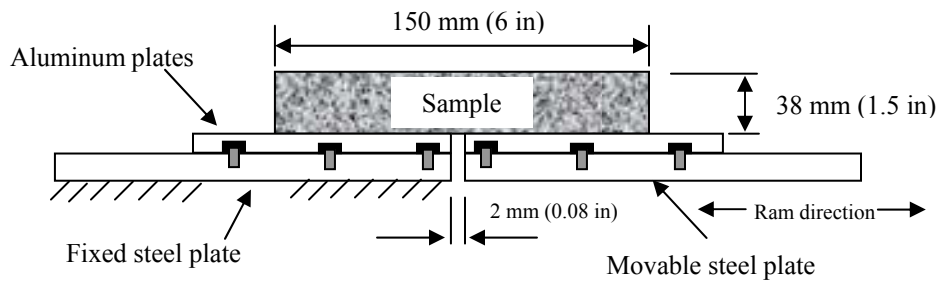 150 mm (6 in)
Aluminum plates
Sample
38 mm (1.5 in)
2 mm (0.08 in)
Ram direction
Fixed steel plate
Movable steel plate